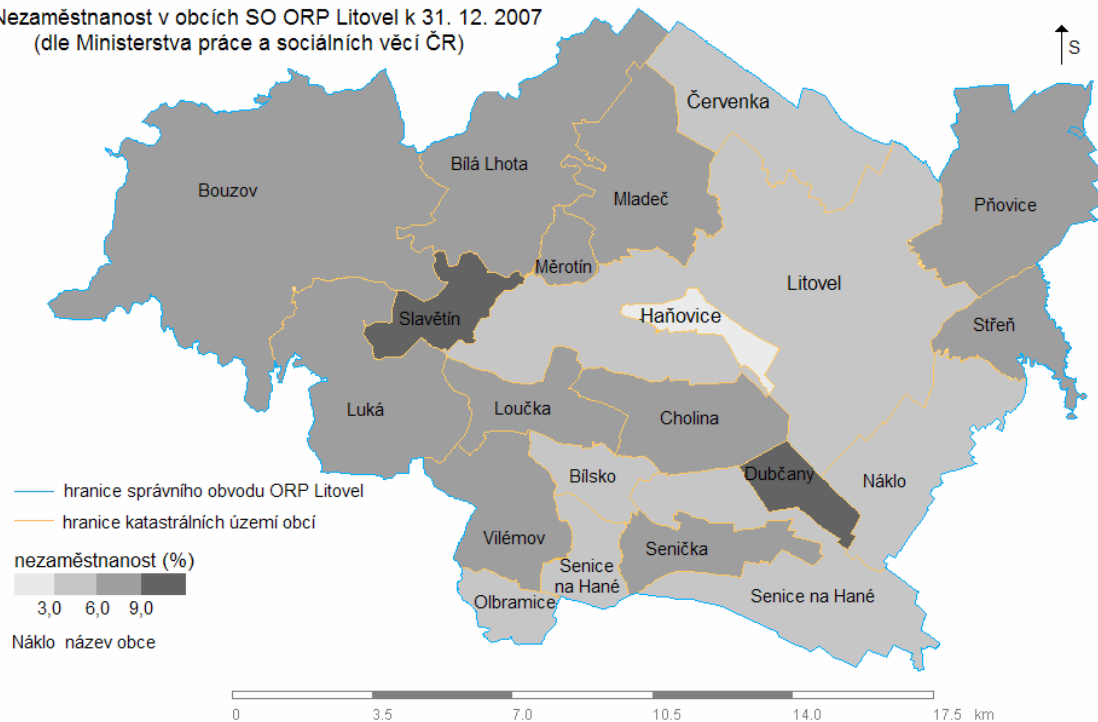 Nezaměstnanost v obcích SO ORP Litovel k 31. 12. 2007
(dle Ministerstva práce a sociálních věcí ČR)
S
Červenka
Bílá Lhota
Bouzov
Mladeč
Pňovice
Měrotín
Litovel
Slavětín
Haňovice
Střeň
Luká
Loučka
Cholina
Bílsko
Dubčany
Náklo
hranice správního obvodu ORP Litovel
hranice katastrálních území obcí
Vilémov
Senička
Senice
na Hané
Senice na Hané
Olbramice
nezaměstnanost (%)
3,0 6,0 9,0
Náklo název obce
0 3.5 7.0 10.5 14.0 17.5 km